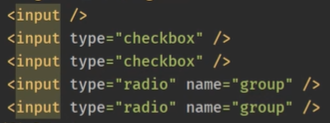 <input />
<input type="checkbox" />
<input type="checkbox" />
<input type="radio" name="group" />
<input type="radio" name="group" />